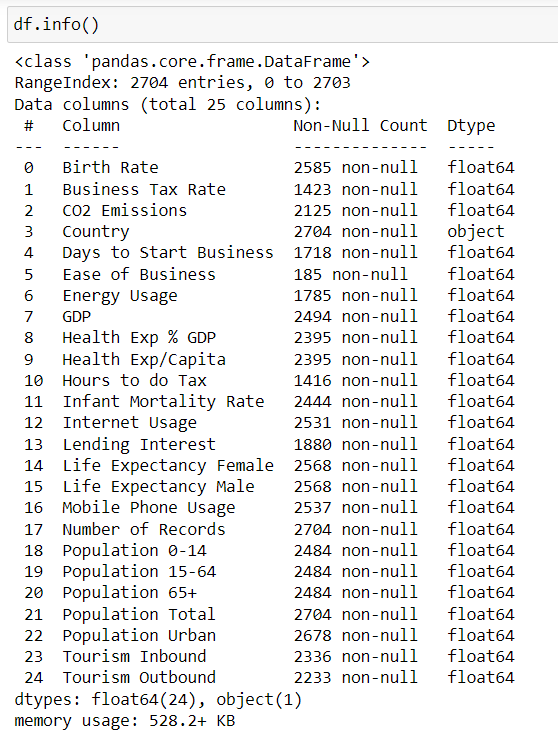 df.info()
<class 'pandas.core.frame.DataFrame'>
RangeIndex: 2704 entries, 0 to 2703
Data columns (total 25 columns):
 #   Column                  Non-Null Count  Dtype
---  ------                  --------------  -----
 0   Birth Rate              2585 non-null   float64
 1   Business Tax Rate       1423 non-null   float64
 2   CO2 Emissions           2125 non-null   float64
 3   Country                 2704 non-null   object
 4   Days to Start Business  1718 non-null   float64
 5   Ease of Business        185 non-null    float64
 6   Energy Usage            1785 non-null   float64
 7   GDP                     2494 non-null   float64
 8   Health Exp % GDP        2395 non-null   float64
 9   Health Exp/Capita       2395 non-null   float64
 10  Hours to do Tax         1416 non-null   float64
 11  Infant Mortality Rate   2444 non-null   float64
 12  Internet Usage          2531 non-null   float64
 13  Lending Interest        1880 non-null   float64
 14  Life Expectancy Female  2568 non-null   float64
 15  Life Expectancy Male    2568 non-null   float64
 16  Mobile Phone Usage      2537 non-null   float64
 17  Number of Records       2704 non-null   float64
 18  Population 0-14         2484 non-null   float64
 19  Population 15-64        2484 non-null   float64
 20  Population 65+          2484 non-null   float64
 21  Population Total        2704 non-null   float64
 22  Population Urban        2678 non-null   float64
 23  Tourism Inbound         2336 non-null   float64
 24  Tourism Outbound        2233 non-null   float64
dtypes: float64(24), object(1)
memory usage: 528.2+ KB